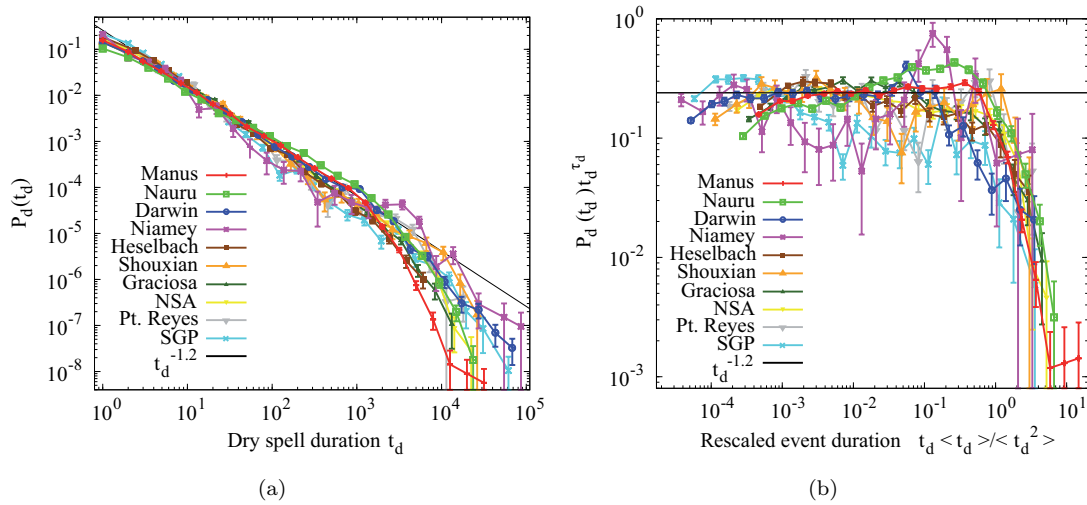 10^-1
10^-2
10^-3
10^-4
10^-5
10^-6
10^-7
10^-8
P_d(t_d)
Manus
Nauru
Darwin
Niamey
Heselbach
Shouxian
Graciosa
NSA
Pt. Reyes
SGP
t_d^-1.2
10^0 10^1 10^2 10^3 10^4 10^5
Dry spell duration t_d
(a)
10^0
10^-1
10^-2
10^-3
P_d (t_d) t_d^τ_d
Manus
Nauru
Darwin
Niamey
Heselbach
Shouxian
Graciosa
NSA
Pt. Reyes
SGP
t_d^-1.2
10^-4 10^-3 10^-2 10^-1 10^0 10^1
Rescaled event duration t_d < t_d >/< t_d^2 >
(b)